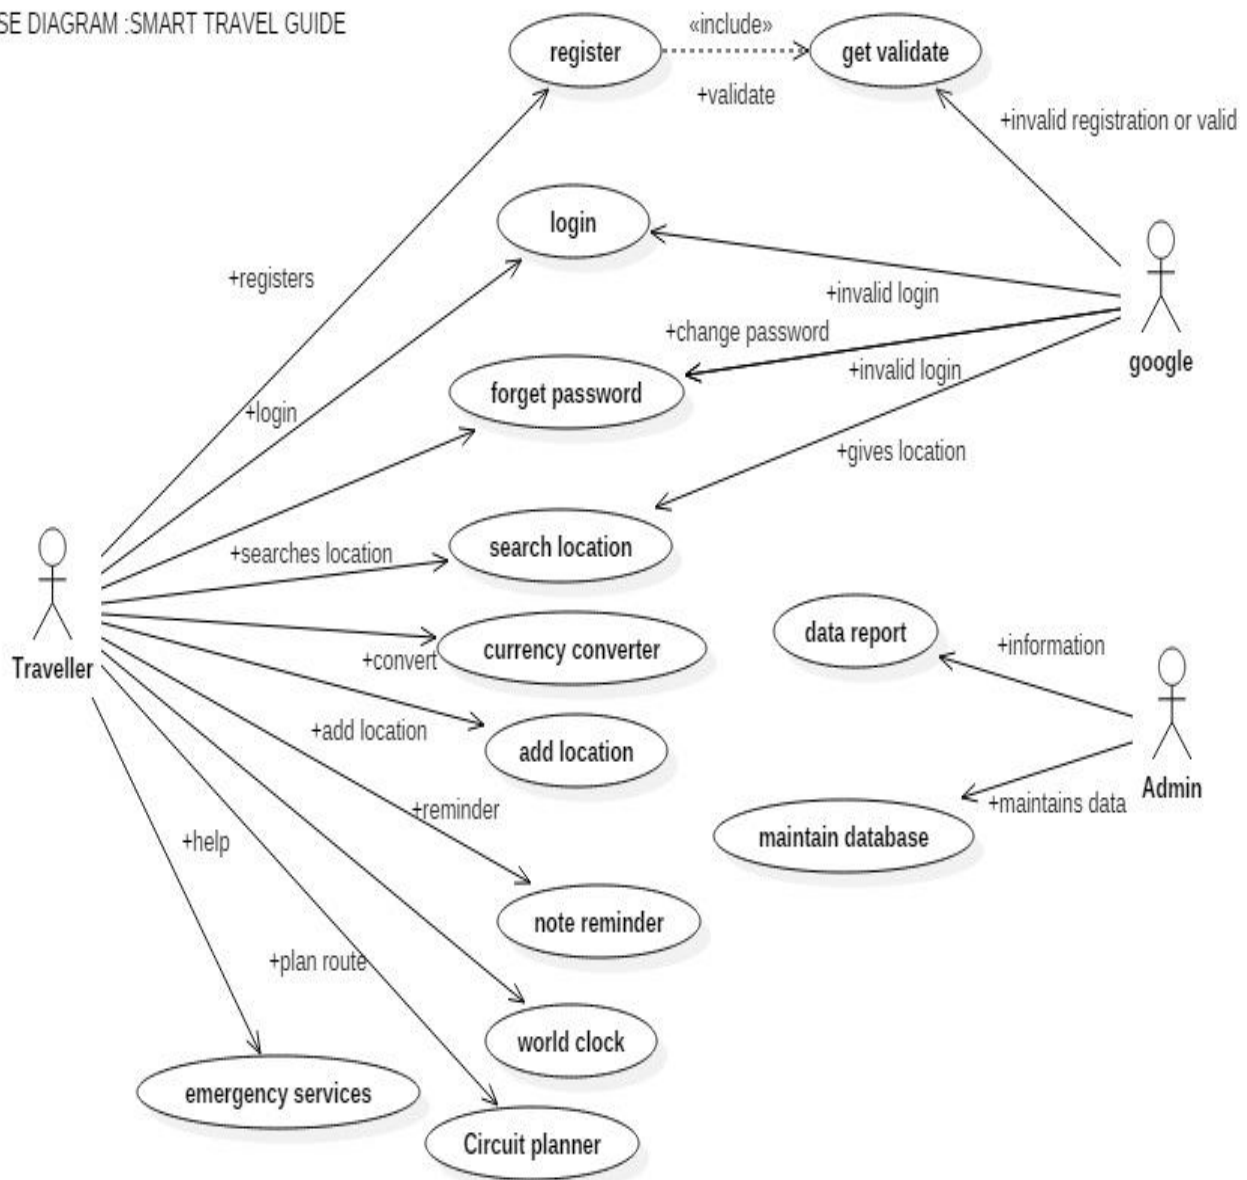 SE DIAGRAM :SMART TRAVEL GUIDE
«include»
register
get validate
+validate
+invalid registration or valid
login
+registers
+invalid login
+change password
google
+invalid login
forget password
+login
+gives location
search location
+searches location
data report
+information
currency converter
+convert
Traveller
+add location
add location
Admin
+maintains data
+reminder
maintain database
+help
note reminder
+plan route
world clock
emergency services
Circuit planner